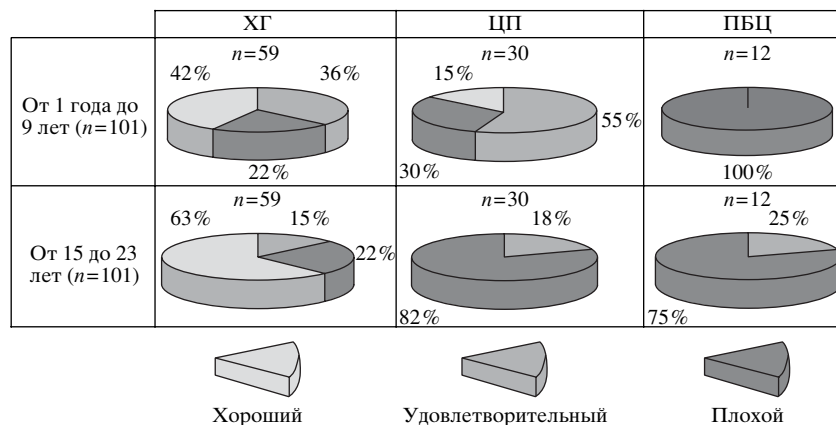 ХГ ЦП ПБЦ
От 1 года до
9 лет (n=101)
n=59
42% 36%
22%
n=30
15%
55%
30%
n=12
100%
От 15 до 23
лет (n=101)
n=59
63% 15%
22%
n=30
18%
82%
n=12
25%
75%
Хороший Удовлетворительный Плохой